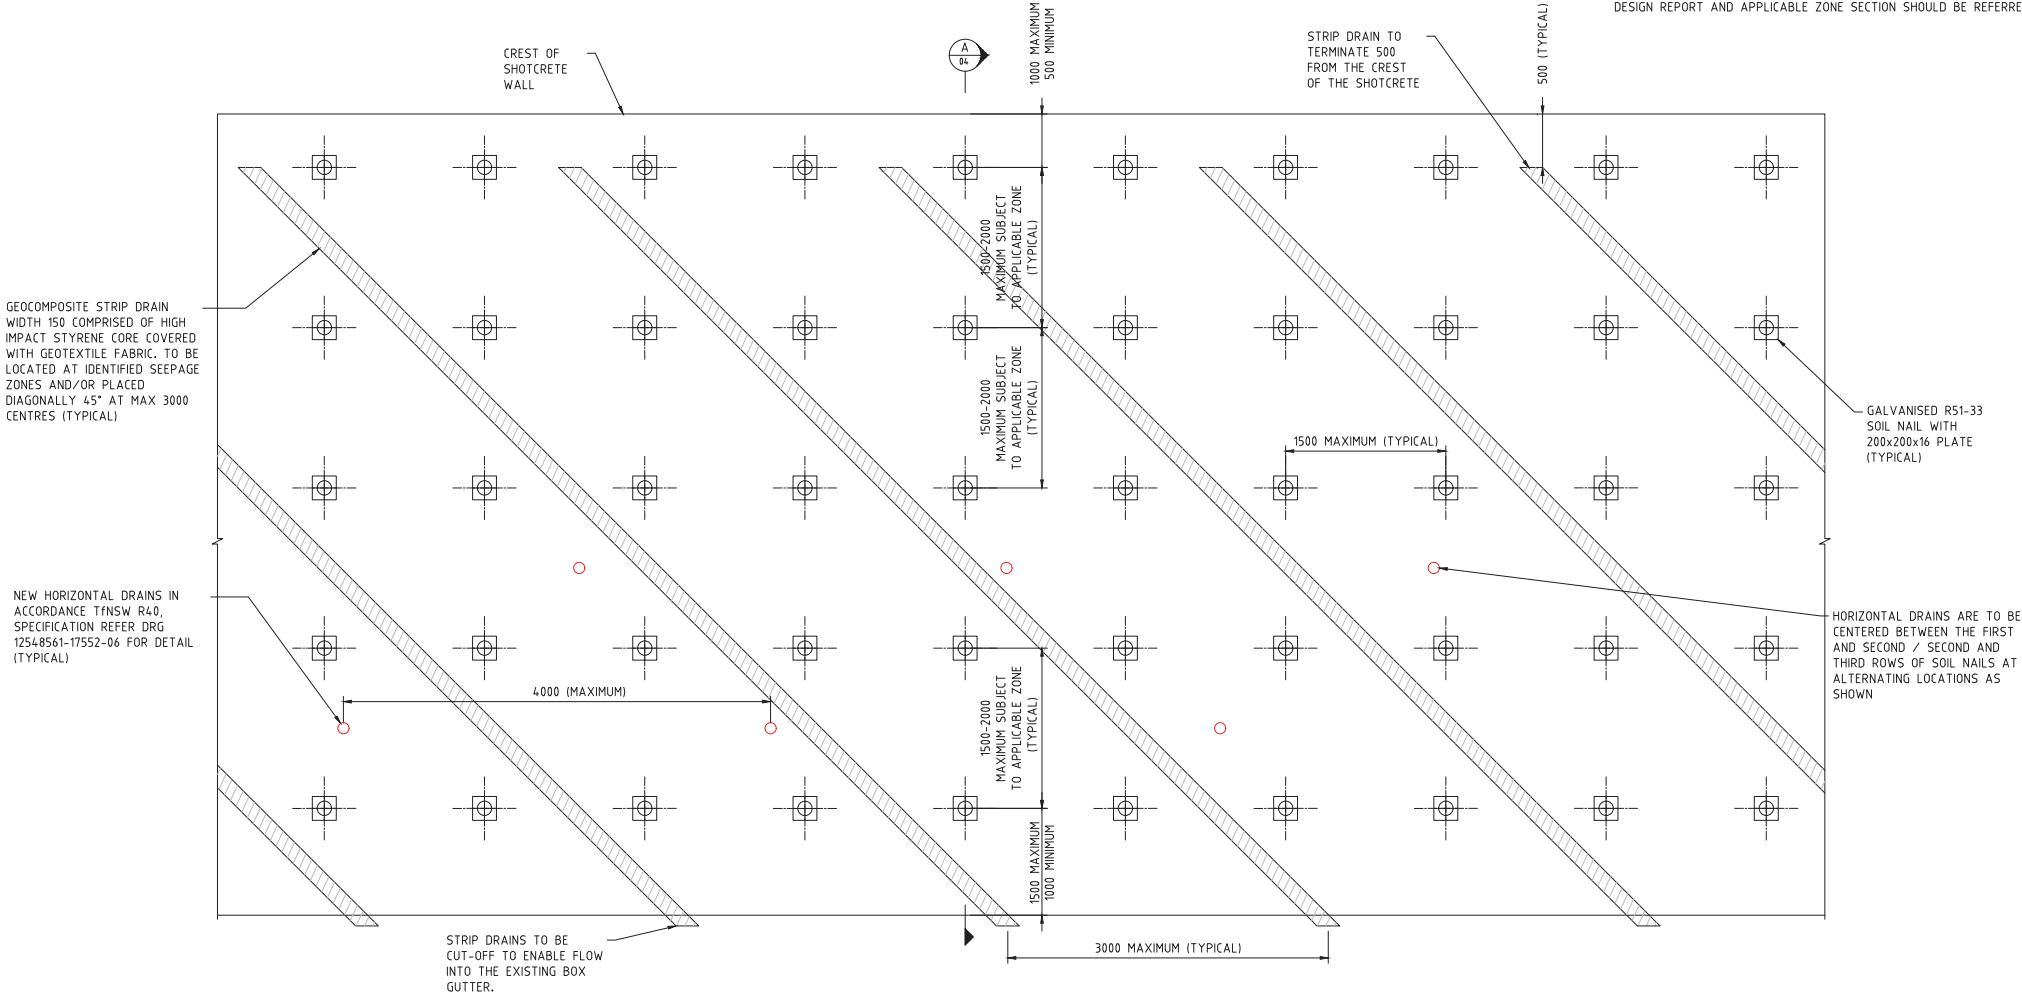 DESIGN REPORT AND APPLICABLE ZONE SECTION SHOULD BE REFERRE
CREST OF
SHOTCRETE
WALL
A
04
1000 MAXIMUM
500 MINIMUM
STRIP DRAIN TO
TERMINATE 500
FROM THE CREST
OF THE SHOTCRETE
500 (TYPICAL)
1500-2000
MAXIMUM SUBJECT
TO APPLICABLE ZONE
(TYPICAL)
GEOCOMPOSITE STRIP DRAIN
WIDTH 150 COMPRISED OF HIGH
IMPACT STYRENE CORE COVERED
WITH GEOTEXTILE FABRIC. TO BE
LOCATED AT IDENTIFIED SEEPAGE
ZONES AND/OR PLACED
DIAGONALLY 45° AT MAX 3000
CENTRES (TYPICAL)
1500-2000
MAXIMUM SUBJECT
TO APPLICABLE ZONE
(TYPICAL)
1500 MAXIMUM (TYPICAL)
GALVANISED R51-33
SOIL NAIL WITH
200x200x16 PLATE
(TYPICAL)
NEW HORIZONTAL DRAINS IN
ACCORDANCE TfNSW R40,
SPECIFICATION REFER DRG
12548561-17552-06 FOR DETAIL
(TYPICAL)
HORIZONTAL DRAINS ARE TO BE
CENTERED BETWEEN THE FIRST
AND SECOND / SECOND AND
THIRD ROWS OF SOIL NAILS AT
ALTERNATING LOCATIONS AS
SHOWN
4000 (MAXIMUM)
1500-2000
MAXIMUM SUBJECT
TO APPLICABLE ZONE
(TYPICAL)
1500 MAXIMUM
1000 MINIMUM
STRIP DRAINS TO BE
CUT-OFF TO ENABLE FLOW
INTO THE EXISTING BOX
GUTTER.
3000 MAXIMUM (TYPICAL)